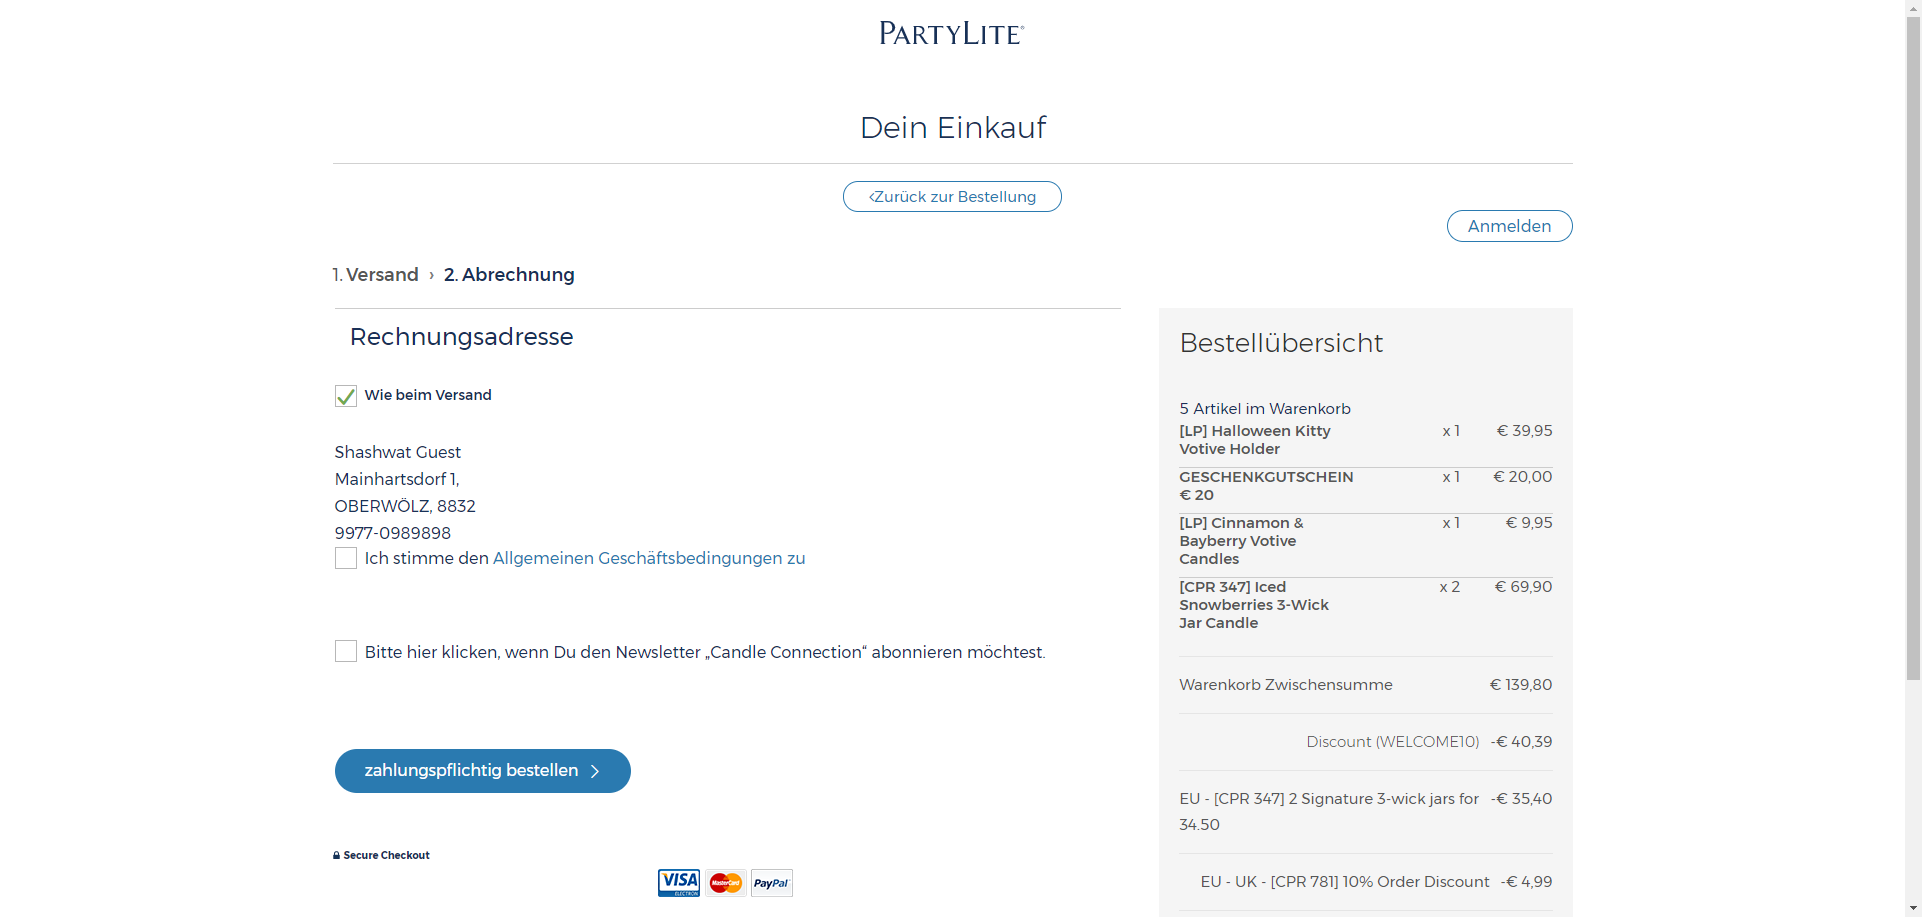 PARTYLITE®
Dein Einkauf
‹Zurück zur Bestellung
Anmelden
1. Versand › 2. Abrechnung
Rechnungsadresse
Wie beim Versand
Shashwat Guest
Mainhartsdorf 1,
OBERWÖLZ, 8832
9977-0989898
Ich stimme den Allgemeinen Geschäftsbedingungen zu
Bitte hier klicken, wenn Du den Newsletter „Candle Connection“ abonnieren möchtest.
zahlungspflichtig bestellen
Secure Checkout
VISA
ELECTRON
MasterCard
PayPal
Bestellübersicht
5 Artikel im Warenkorb
[LP] Halloween Kitty x 1 € 39,95
Votive Holder
GESCHENKGUTSCHEIN x 1 € 20,00
€ 20
[LP] Cinnamon & x 1 € 9,95
Bayberry Votive
Candles
[CPR 347] Iced x 2 € 69,90
Snowberries 3-Wick
Jar Candle
Warenkorb Zwischensumme € 139,80
Discount (WELCOME10) -€ 40,39
EU - [CPR 347] 2 Signature 3-wick jars for -€ 35,40
34.50
EU - UK - [CPR 781] 10% Order Discount -€ 4,99